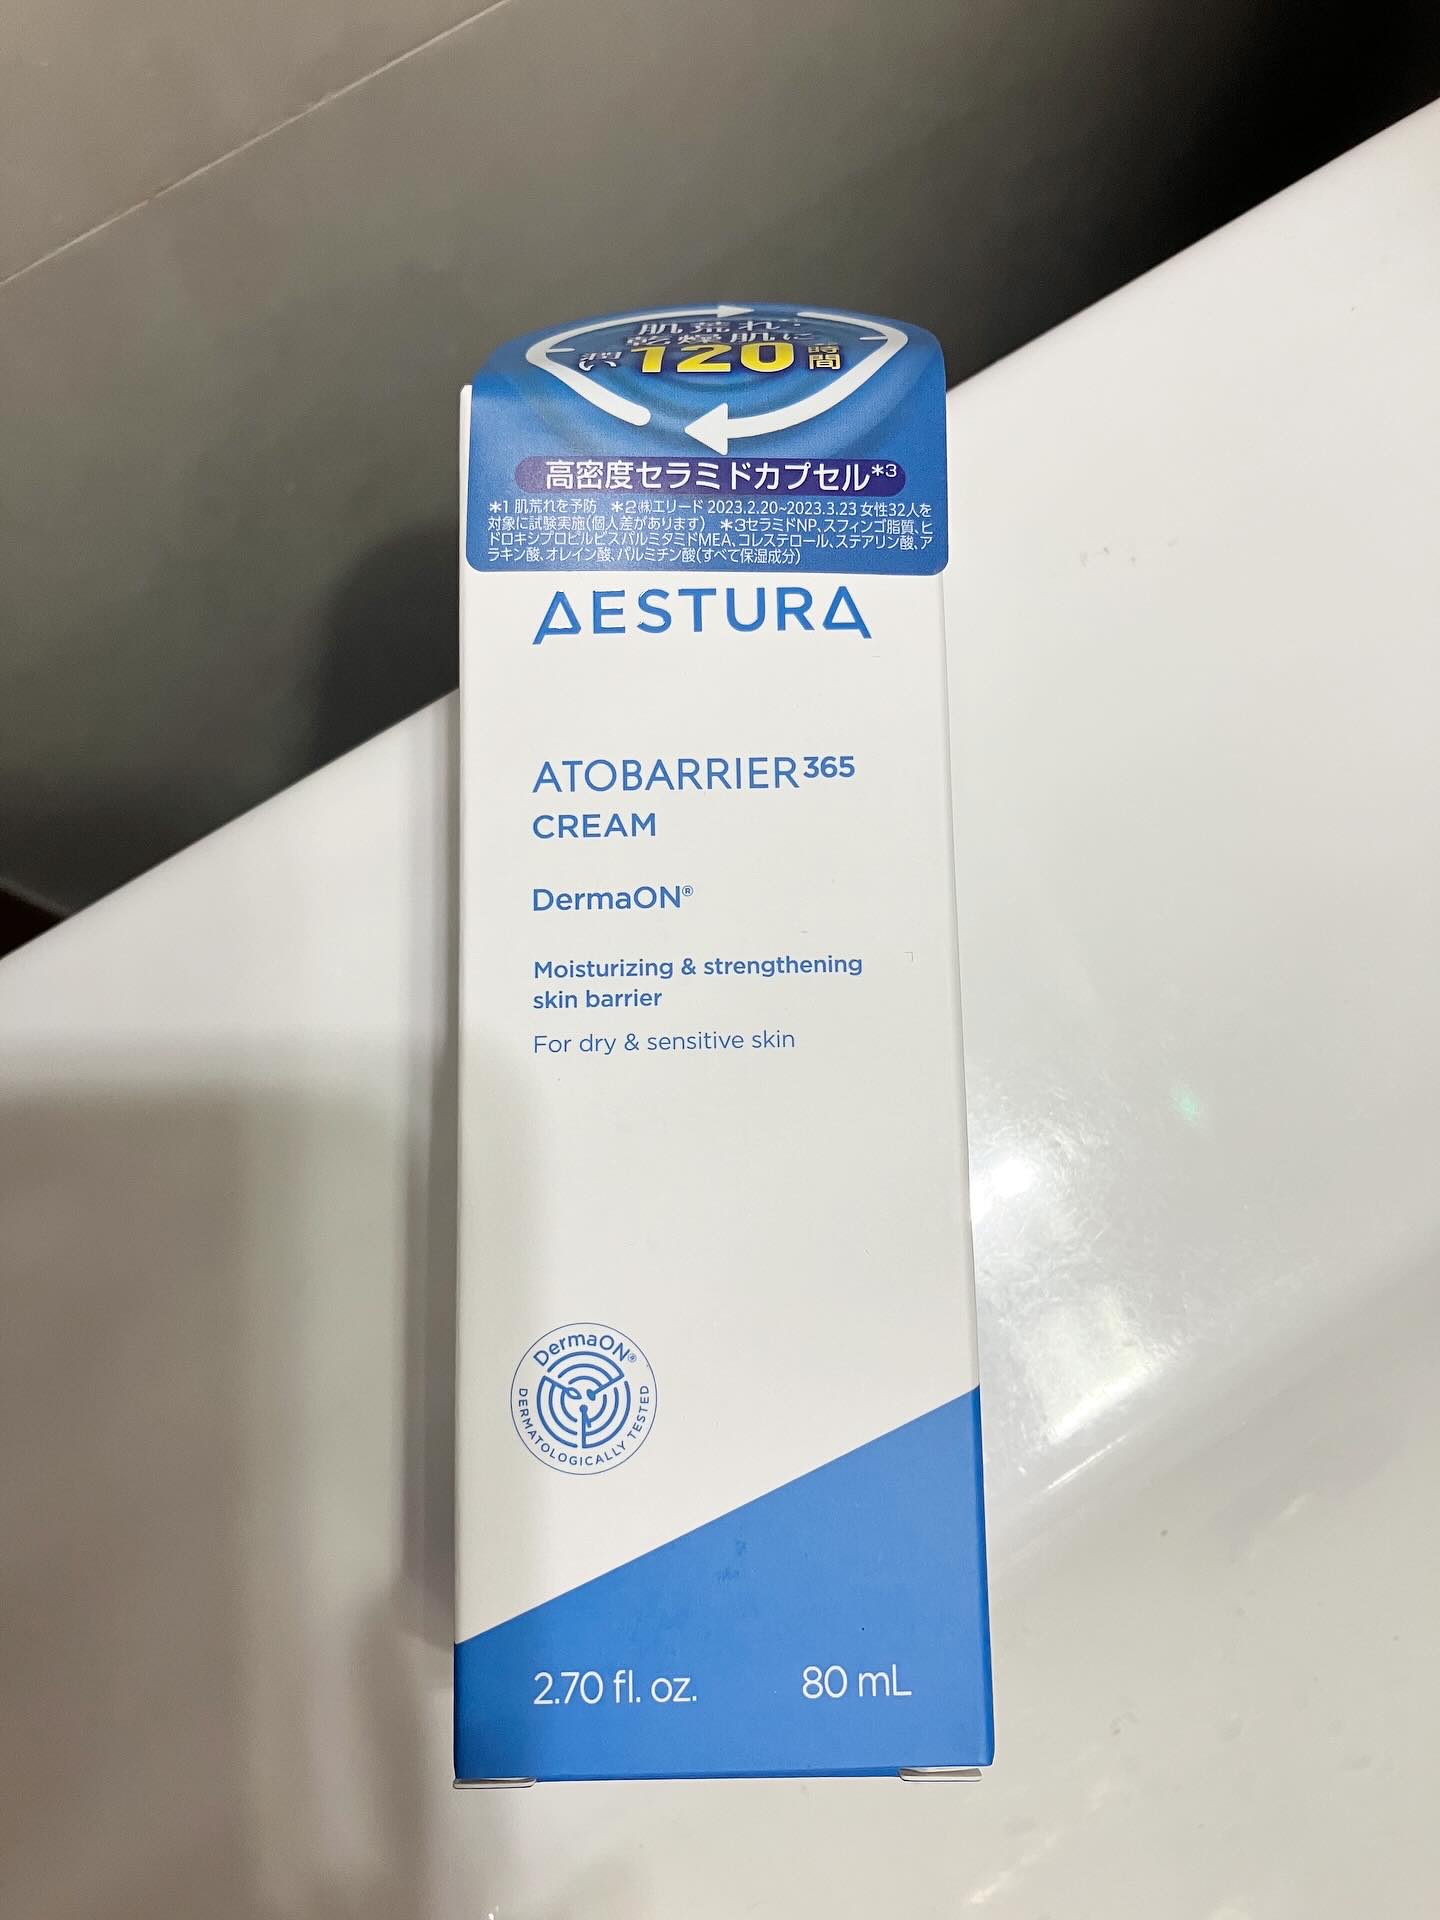 肌荒れ*¹・
乾燥肌に
潤い 120 時間
高密度セラミドカプセル*3
*1 肌荒れを予防 *2㈱エリード 2023.2.20~2023.3.23 女性32人を
対象に試験実施(個人差があります) *3セラミドNP、スフィンゴ脂質、ヒ
ドロキシプロピルビスパルミタミドMEA、コレステロール、ステアリン酸、ア
ラキン酸、オレイン酸、パルミチン酸(すべて保湿成分)
AESTURA
ATOBARRIER365
CREAM
DermaON®
Moisturizing & strengthening
skin barrier
For dry & sensitive skin
DermaON®
DERMATOLOGICALLY TESTED
2.70 fl. oz. 80 mL